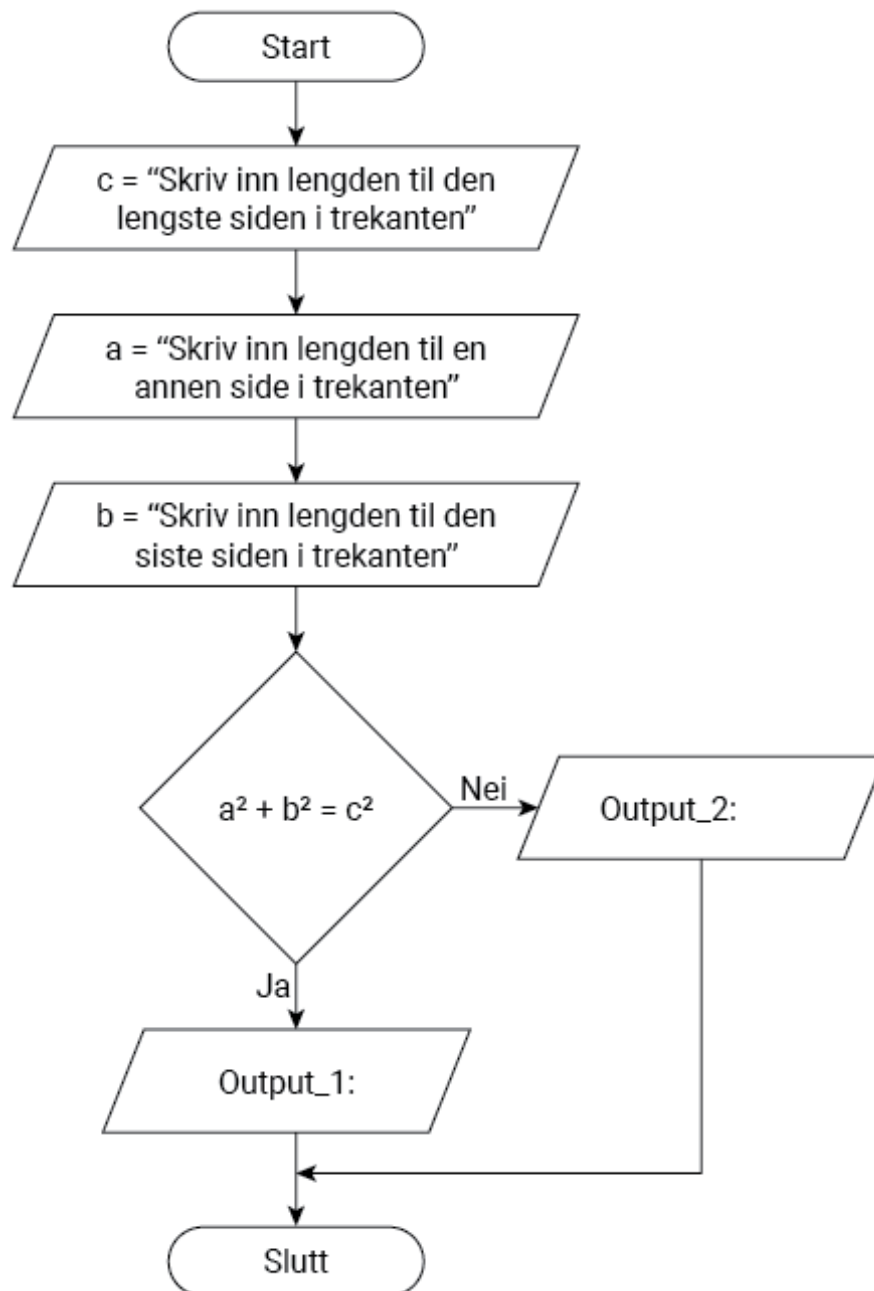 Start
c = “Skriv inn lengden til den
lengste siden i trekanten”
a = “Skriv inn lengden til en
annen side i trekanten”
b = “Skriv inn lengden til den
siste siden i trekanten”
a² + b² = c²
Nei
Output_2:
Ja
Output_1:
Slutt